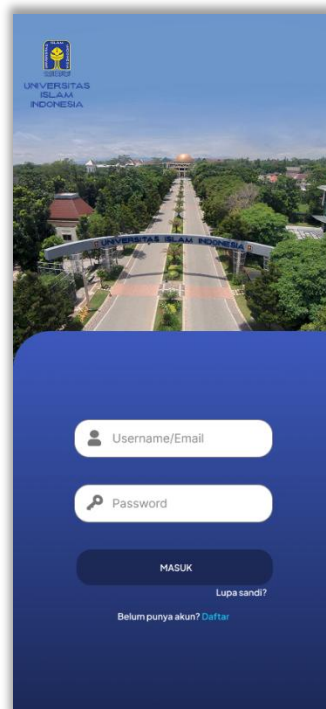 UNIVERSITAS
ISLAM
INDONESIA
UNIVERSITAS ISLAM INDONESIA
Username/Email
Password
MASUK
Lupa sandi?
Belum punya akun? Daftar